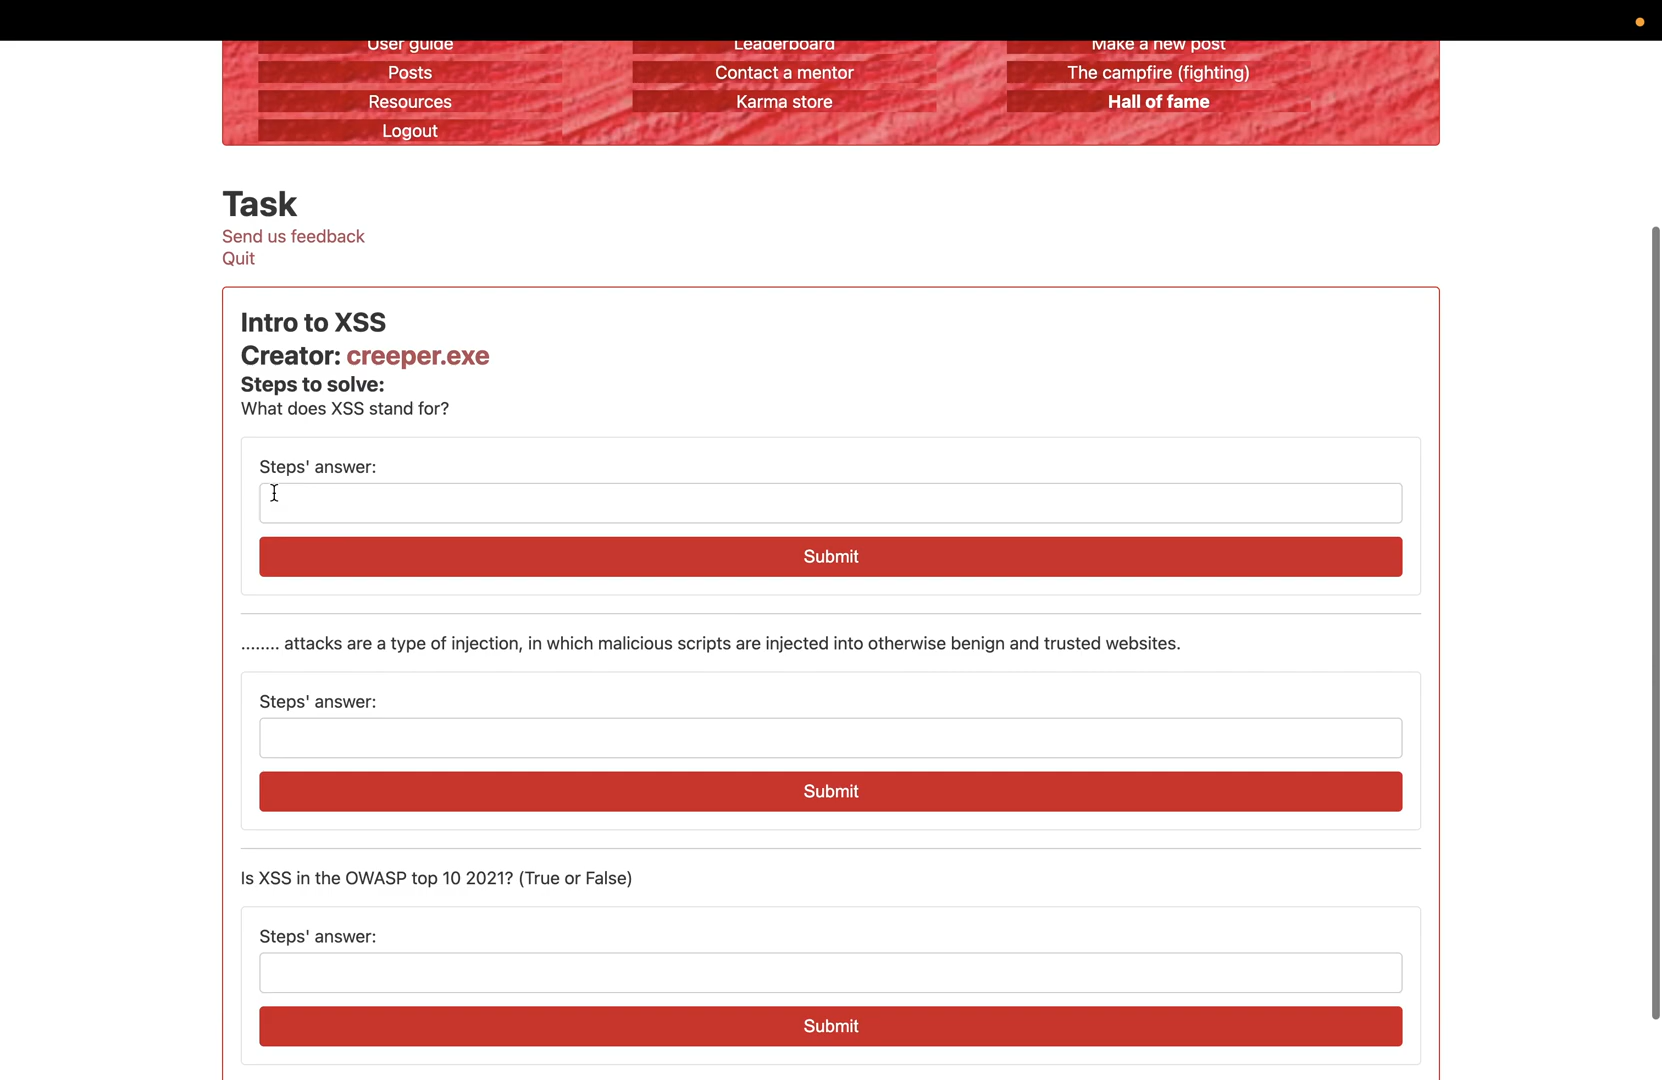 User guide
Leaderboard
Make a new post
Posts
Contact a mentor
The campfire (fighting)
Resources
Karma store
Hall of fame
Logout
Task
Send us feedback
Quit
Intro to XSS
Creator: creeper.exe
Steps to solve:
What does XSS stand for?
Steps' answer:
Submit
........ attacks are a type of injection, in which malicious scripts are injected into otherwise benign and trusted websites.
Steps' answer:
Submit
Is XSS in the OWASP top 10 2021? (True or False)
Steps' answer:
Submit